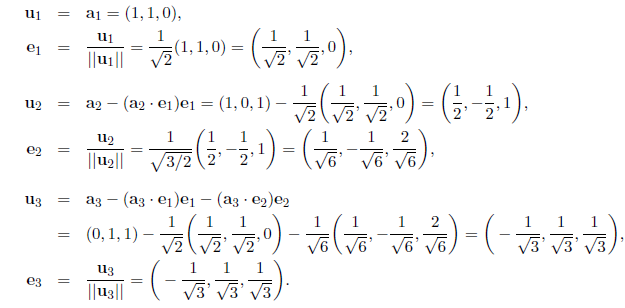 u₁ = a₁ = (1, 1, 0),
e₁ = u₁/||u₁|| = 1/√2 (1, 1, 0) = (1/√2, 1/√2, 0),
u₂ = a₂ − (a₂ · e₁)e₁ = (1, 0, 1) − 1/√2 (1/√2, 1/√2, 0) = (1/2, −1/2, 1),
e₂ = u₂/||u₂|| = 1/√(3/2) (1/2, −1/2, 1) = (1/√6, −1/√6, 2/√6),
u₃ = a₃ − (a₃ · e₁)e₁ − (a₃ · e₂)e₂
= (0, 1, 1) − 1/√2 (1/√2, 1/√2, 0) − 1/√6 (1/√6, −1/√6, 2/√6) = (−1/√3, 1/√3, 1/√3),
e₃ = u₃/||u₃|| = (−1/√3, 1/√3, 1/√3).